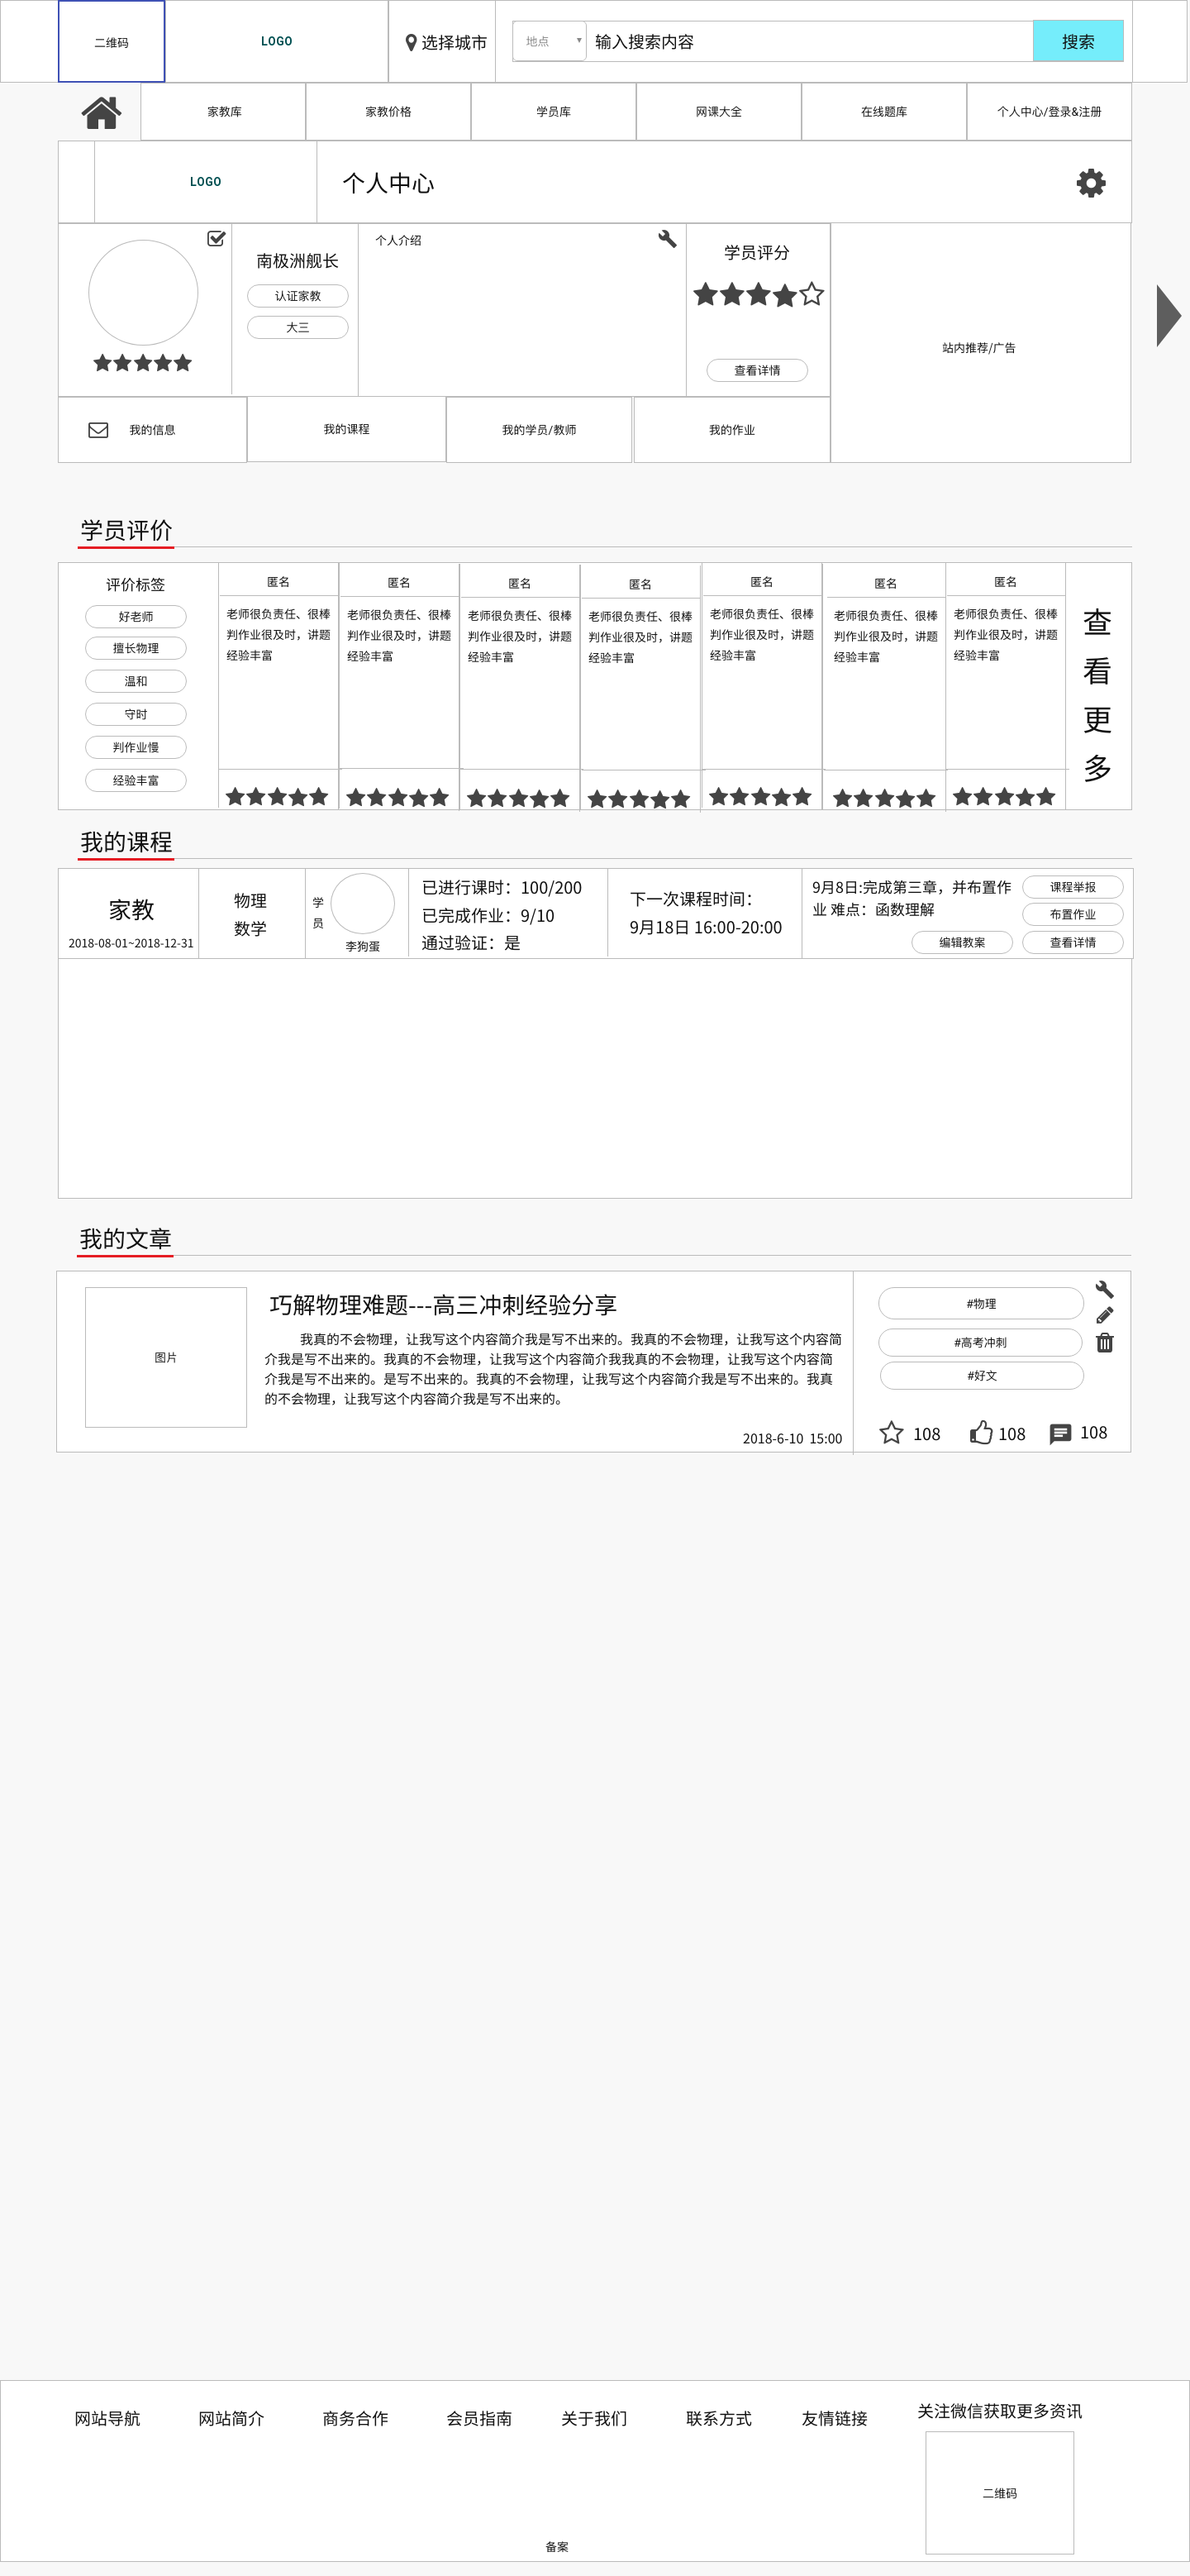 二维码
LOGO
选择城市
地点
输入搜索内容
搜索
家教库
家教价格
学员库
网课大全
在线题库
个人中心/登录&注册
LOGO
个人中心
南极洲舰长
认证家教
大三
个人介绍
学员评分
查看详情
站内推荐/广告
我的信息
我的课程
我的学员/教师
我的作业
学员评价
评价标签
好老师
擅长物理
温和
守时
判作业慢
经验丰富
匿名
老师很负责任、很棒
判作业很及时，讲题
经验丰富
匿名
老师很负责任、很棒
判作业很及时，讲题
经验丰富
匿名
老师很负责任、很棒
判作业很及时，讲题
经验丰富
匿名
老师很负责任、很棒
判作业很及时，讲题
经验丰富
匿名
老师很负责任、很棒
判作业很及时，讲题
经验丰富
匿名
老师很负责任、很棒
判作业很及时，讲题
经验丰富
匿名
老师很负责任、很棒
判作业很及时，讲题
经验丰富
查
看
更
多
我的课程
家教
2018-08-01~2018-12-31
物理
数学
学
员
李狗蛋
已进行课时：100/200
已完成作业：9/10
通过验证：是
下一次课程时间：
9月18日 16:00-20:00
9月8日:完成第三章，并布置作
业 难点：函数理解
编辑教案
课程举报
布置作业
查看详情
我的文章
图片
巧解物理难题---高三冲刺经验分享
我真的不会物理，让我写这个内容简介我是写不出来的。我真的不会物理，让我写这个内容简
介我是写不出来的。我真的不会物理，让我写这个内容简介我我真的不会物理，让我写这个内容简
介我是写不出来的。是写不出来的。我真的不会物理，让我写这个内容简介我是写不出来的。我真
的不会物理，让我写这个内容简介我是写不出来的。
2018-6-10 15:00
#物理
#高考冲刺
#好文
108
108
108
网站导航
网站简介
商务合作
会员指南
关于我们
联系方式
友情链接
关注微信获取更多资讯
二维码
备案